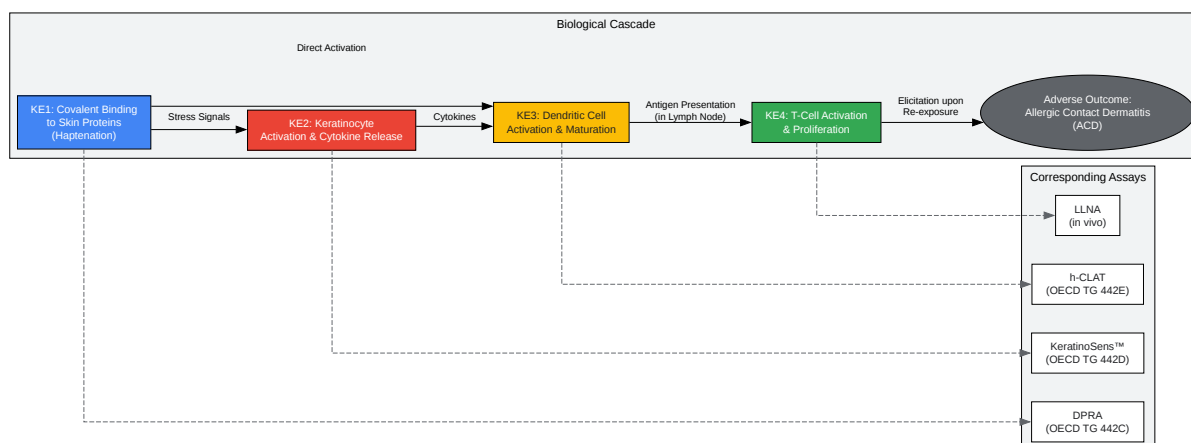 Biological Cascade
Direct Activation
KE1: Covalent Binding
to Skin Proteins
(Haptenation)
Stress Signals
KE2: Keratinocyte
Activation & Cytokine Release
Cytokines
KE3: Dendritic Cell
Activation & Maturation
Antigen Presentation
(in Lymph Node)
KE4: T-Cell Activation
& Proliferation
Elicitation upon
Re-exposure
Adverse Outcome:
Allergic Contact Dermatitis
(ACD)
Corresponding Assays
LLNA
(in vivo)
h-CLAT
(OECD TG 442E)
KeratinoSens™
(OECD TG 442D)
DPRA
(OECD TG 442C)